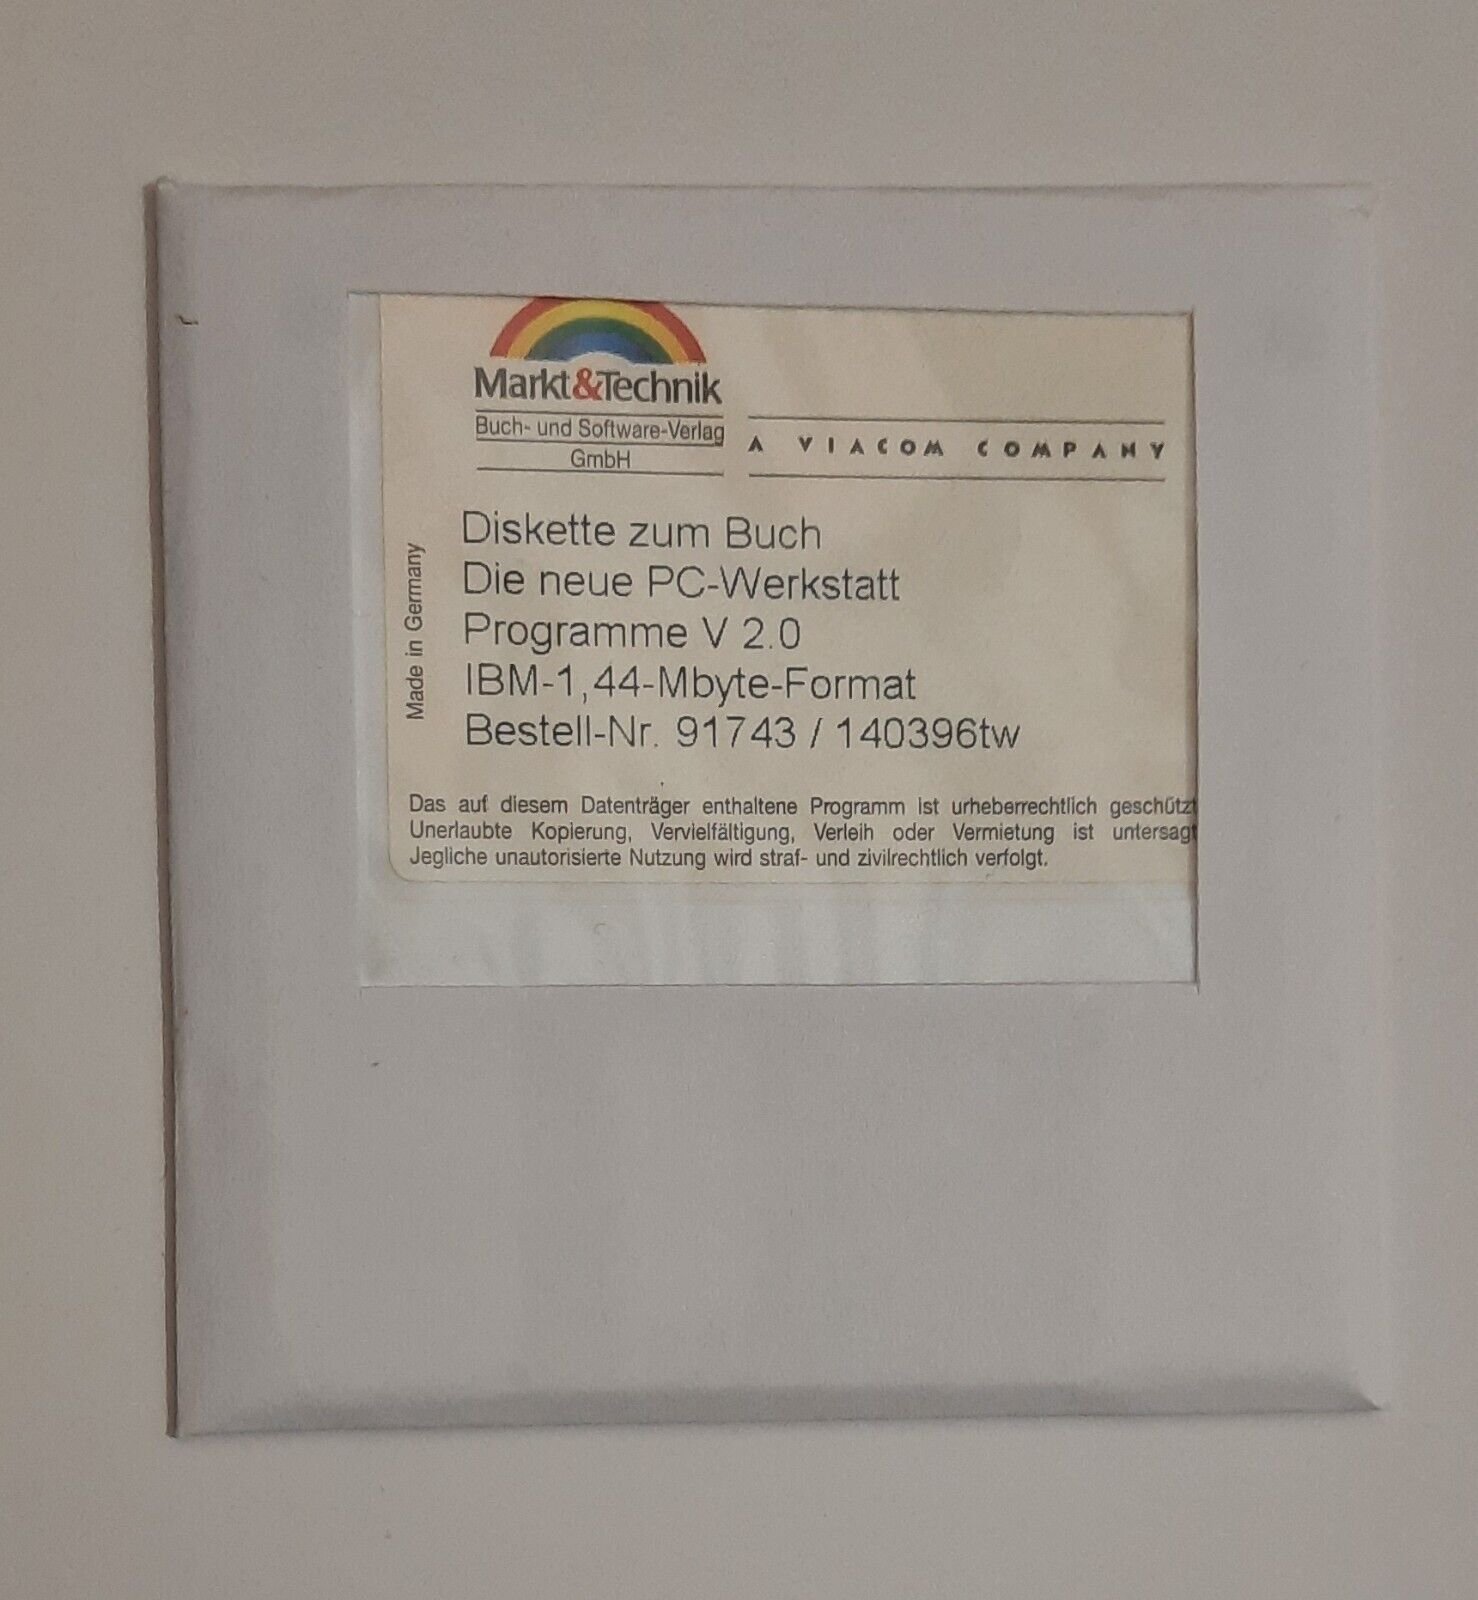 Markt&Technik
Buch- und Software-Verlag
GmbH
A VIACOM COMPANY
Made in Germany
Diskette zum Buch
Die neue PC-Werkstatt
Programme V 2.0
IBM-1,44-Mbyte-Format
Bestell-Nr. 91743 / 140396tw
Das auf diesem Datenträger enthaltene Programm ist urheberrechtlich geschützt
Unerlaubte Kopierung, Vervielfältigung, Verleih oder Vermietung ist untersagt
Jegliche unautorisierte Nutzung wird straf- und zivilrechtlich verfolgt.